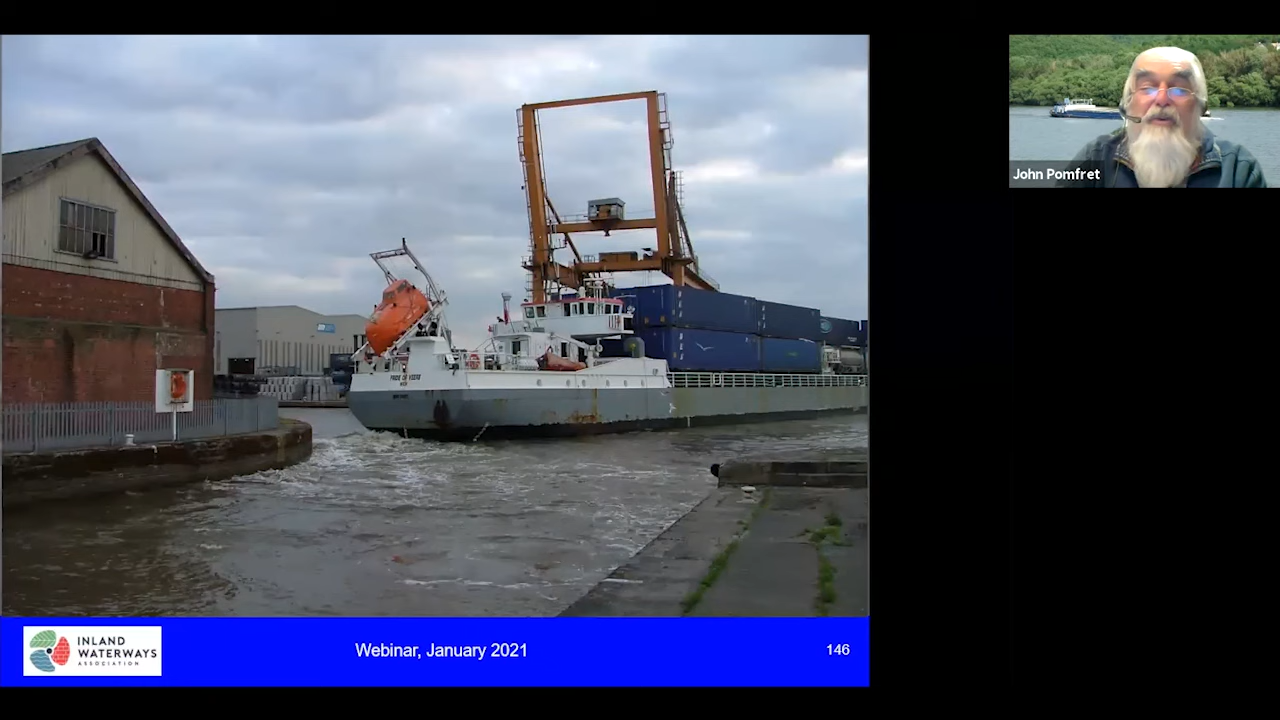 John Pomfret
INLAND
WATERWAYS
ASSOCIATION
Webinar, January 2021
146